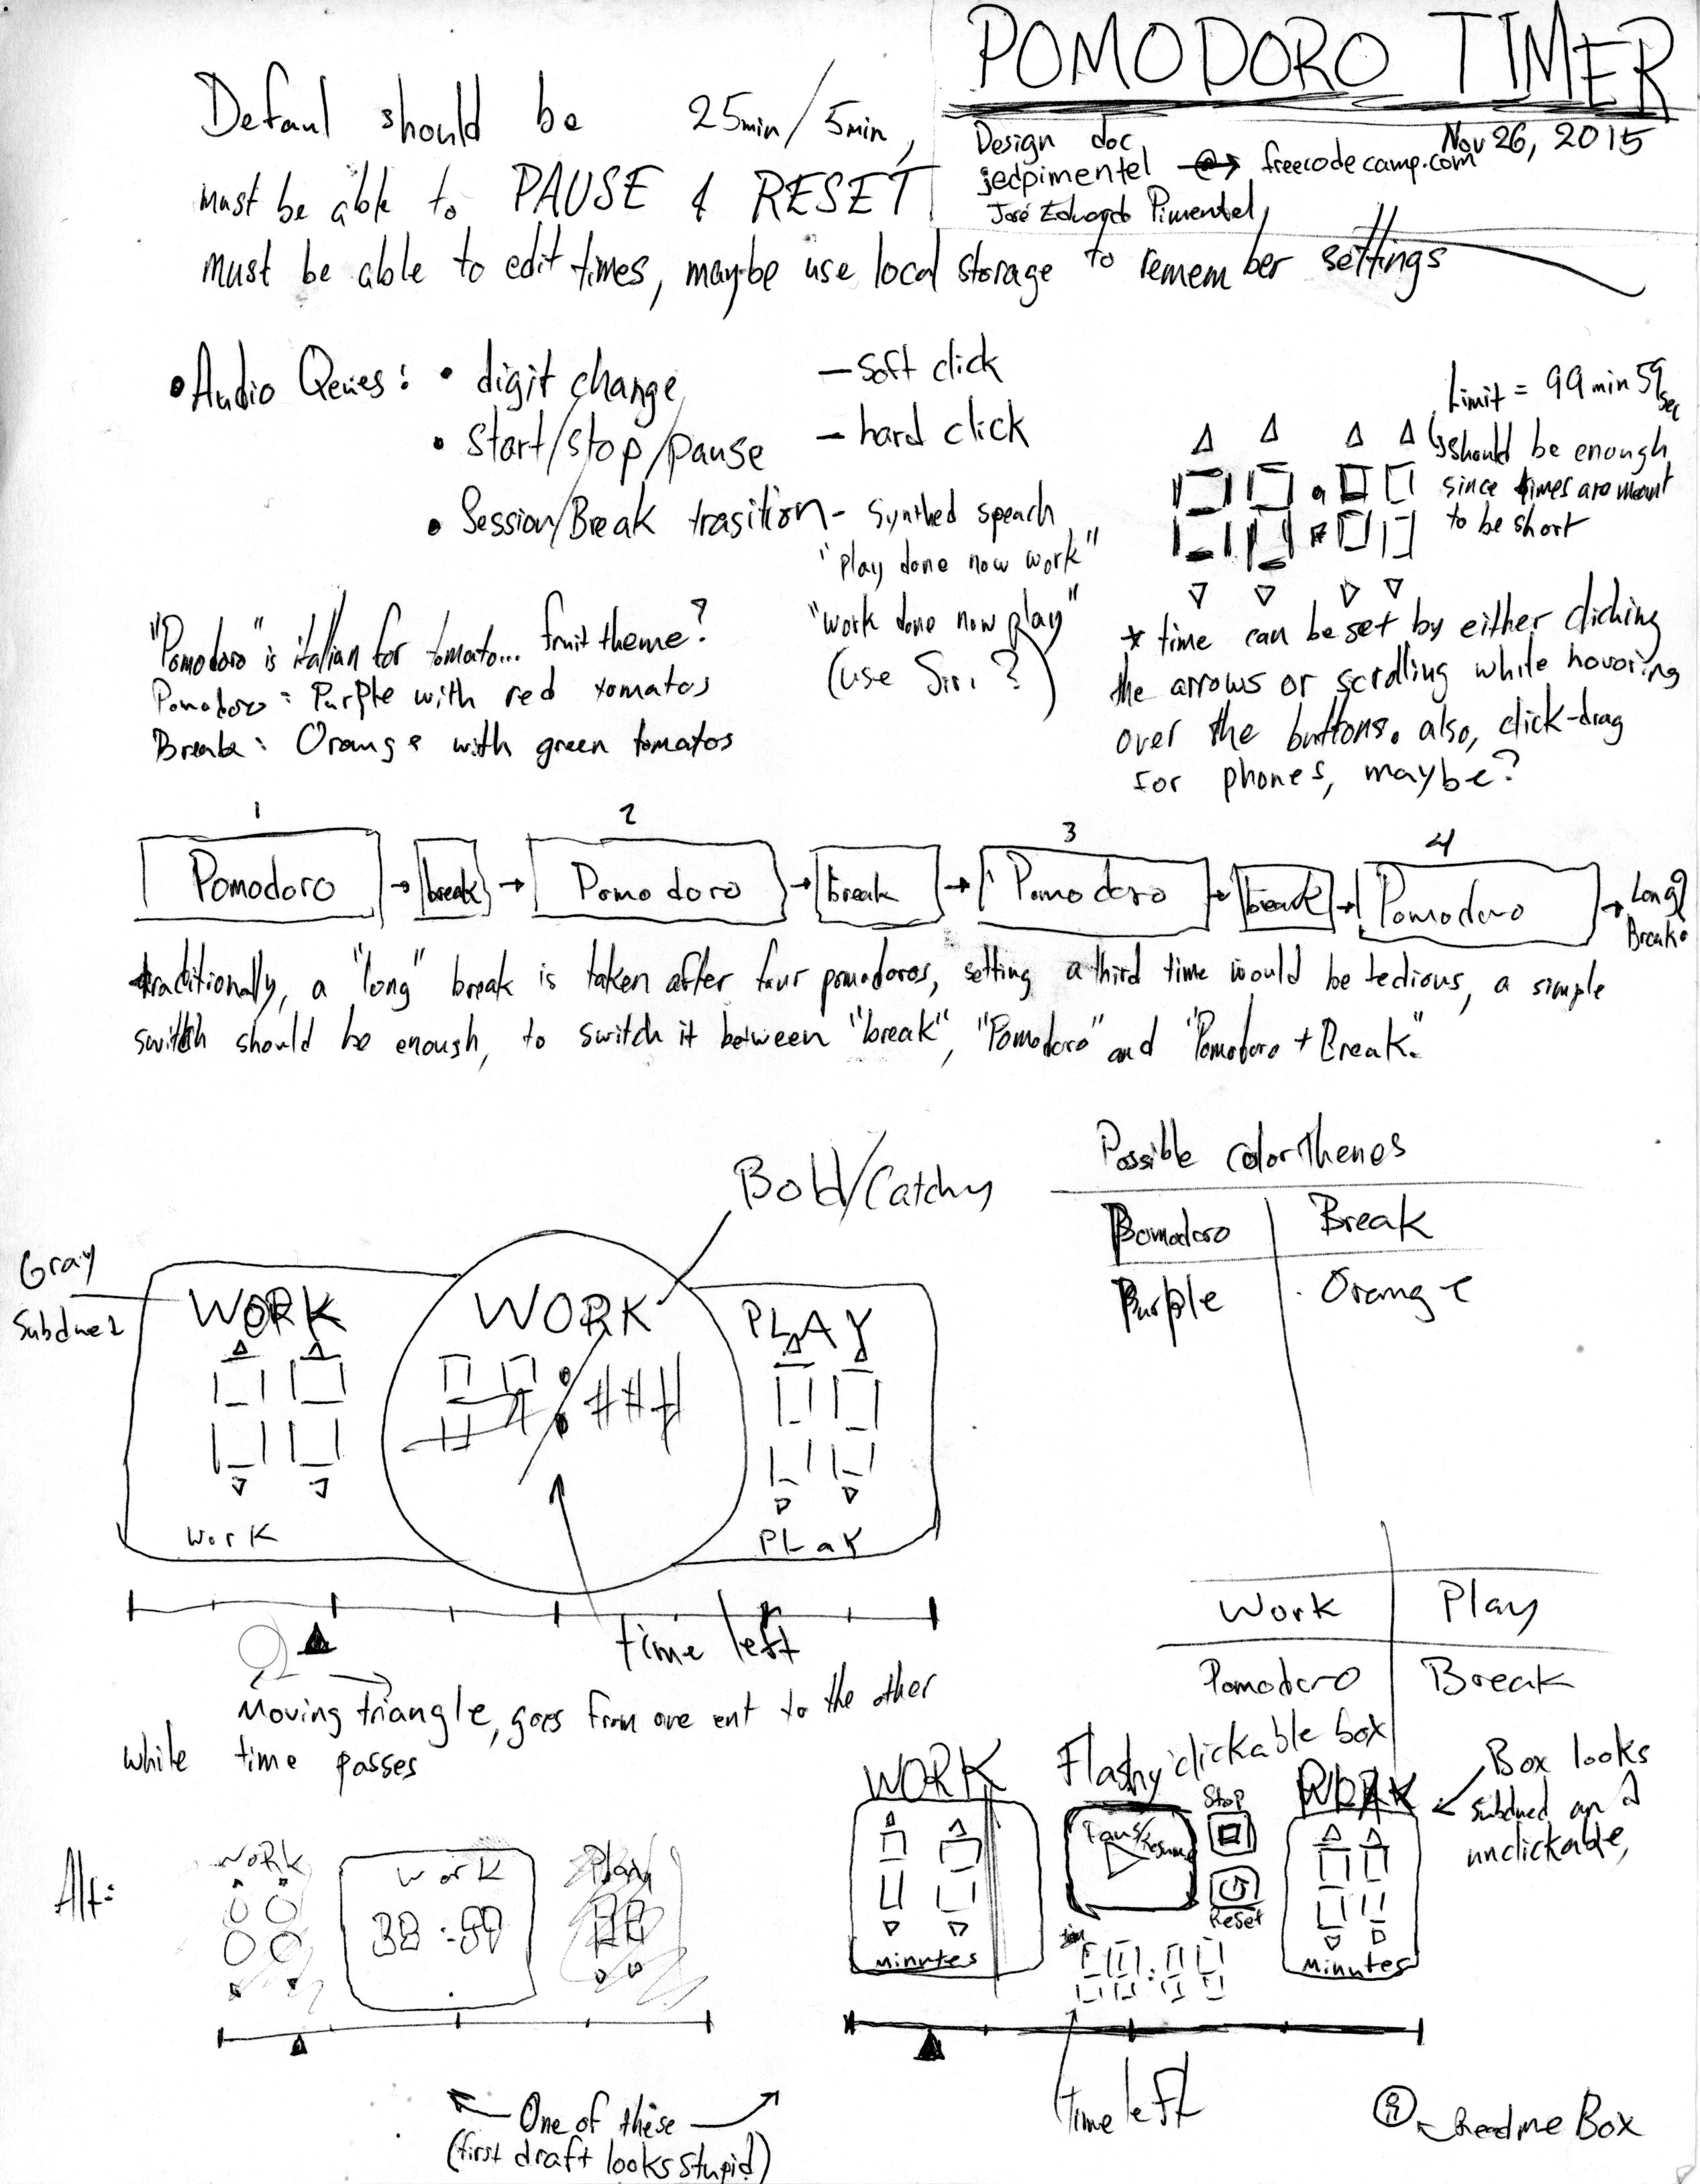 POMODORO TIMER
Design doc Nov 26, 2015
jedpimentel @→ freecodecamp.com
José Eduardo Pimentel
Defaul should be 25min/5min,
must be able to PAUSE & RESET
must be able to edit times, maybe use local storage to remember settings
• Audio Qeues: • digit change — soft click
• start/stop/pause — hard click
• Session/Break trasition - Synthed speach
"play done now work"
"work done now play"
(use Siri ?)
Limit = 99 min 59 sec
should be enough
since times are meant
to be short
* time can be set by either clicking
the arrows or scrolling while hovoring
over the buttons. also, click-drag
for phones, maybe?
"Pomodoro" is italian for tomato... fruit theme?
Pomodoro: Purple with red tomatos
Break: Orange with green tomatos
1 2 3 4
Pomodoro → break → Pomodoro → break → Pomodoro → break → Pomodoro → Long?
Break.
traditionally, a "long" break is taken after four pomodoros, setting a third time would be tedious, a simple
switch should be enough, to switch it between "break", "Pomodoro" and "Pomodoro + Break."
Possible color thenes
Pomodoro Break
Purple Orange
Bold/Catchy
Gray
Subdued
WORK WORK PLAY
Work PLAY
time left
Moving triangle, goes from one ent to the other
while time passes
Work Play
Pomodoro Break
Alt:
WORK Work Play
Flashy clickable box
WORK
Pause/
Resume
Stop
Reset
Box looks
subdued and
unclickable,
minutes minutes
time left
← One of these →
(first draft looks stupid)
i Readme Box